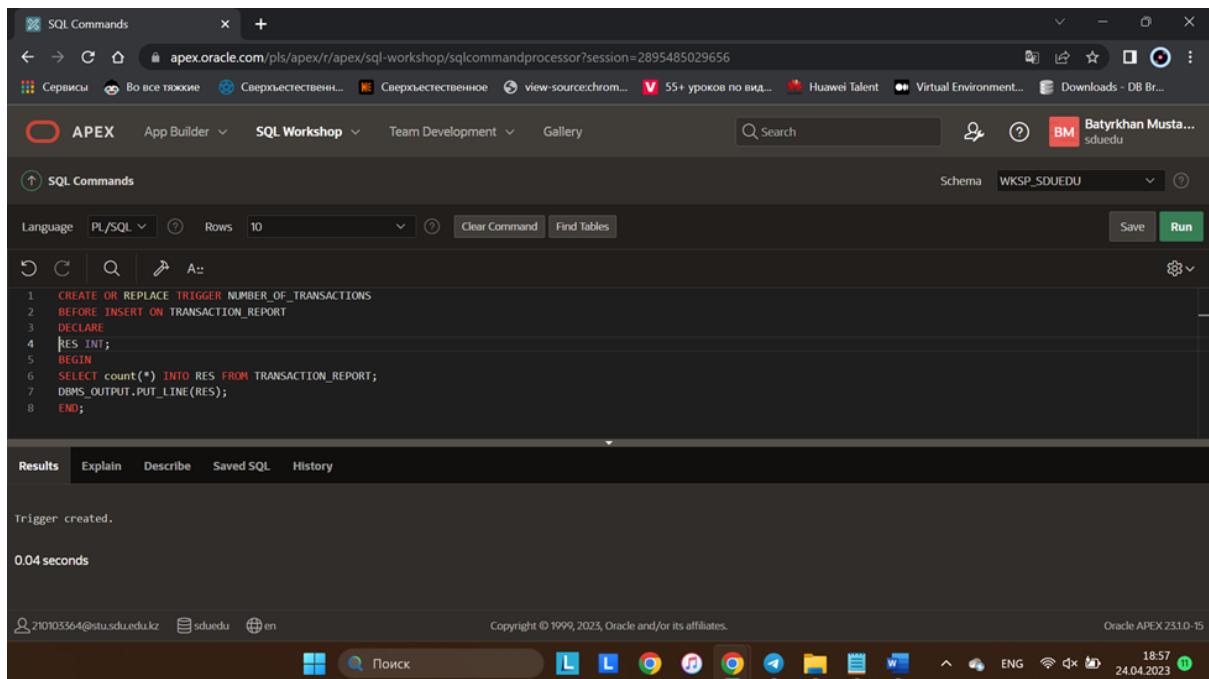 SQL Commands
apex.oracle.com/pls/apex/r/apex/sql-workshop/sqlcommandprocessor?session=2895485029656
Сервисы Во все тяжкие Сверхъестественн... Сверхъестественное view-source:chrom... 55+ уроков по вид... Huawei Talent Virtual Environment... Downloads - DB Br...
APEX App Builder SQL Workshop Team Development Gallery Search BM Batyrkhan Musta...
sduedu
SQL Commands Schema WKSP_SDUEDU
Language PL/SQL Rows 10 Clear Command Find Tables Save Run
A::
1 CREATE OR REPLACE TRIGGER NUMBER_OF_TRANSACTIONS
2 BEFORE INSERT ON TRANSACTION_REPORT
3 DECLARE
4 RES INT;
5 BEGIN
6 SELECT count(*) INTO RES FROM TRANSACTION_REPORT;
7 DBMS_OUTPUT.PUT_LINE(RES);
8 END;
Results Explain Describe Saved SQL History
Trigger created.
0.04 seconds
210103364@stu.sdu.edu.kz sduedu en Copyright © 1999, 2023, Oracle and/or its affiliates. Oracle APEX 23.1.0-15
Поиск L L W ENG 18:57 11
24.04.2023